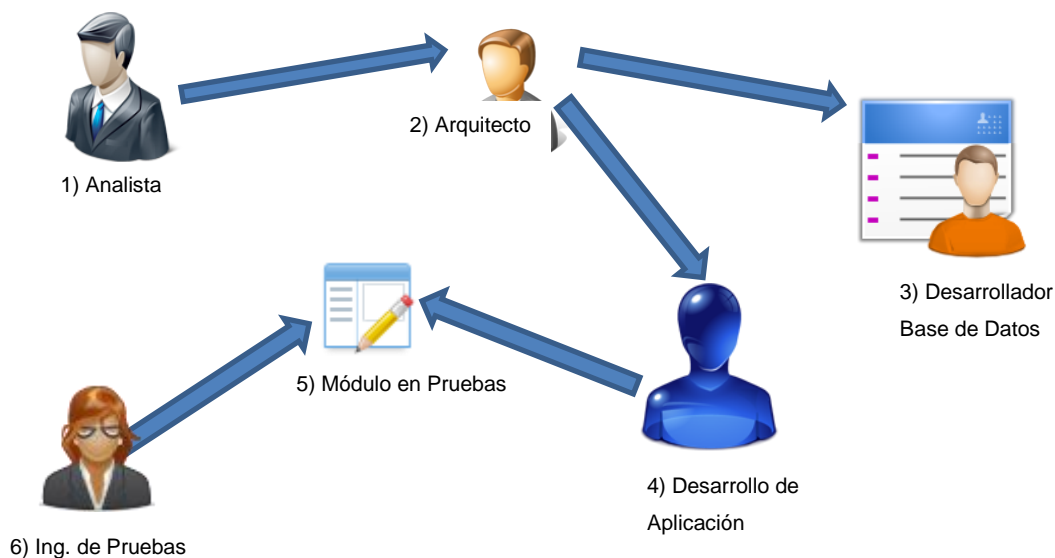 1) Analista
2) Arquitecto
3) Desarrollador
Base de Datos
4) Desarrollo de
Aplicación
5) Módulo en Pruebas
6) Ing. de Pruebas